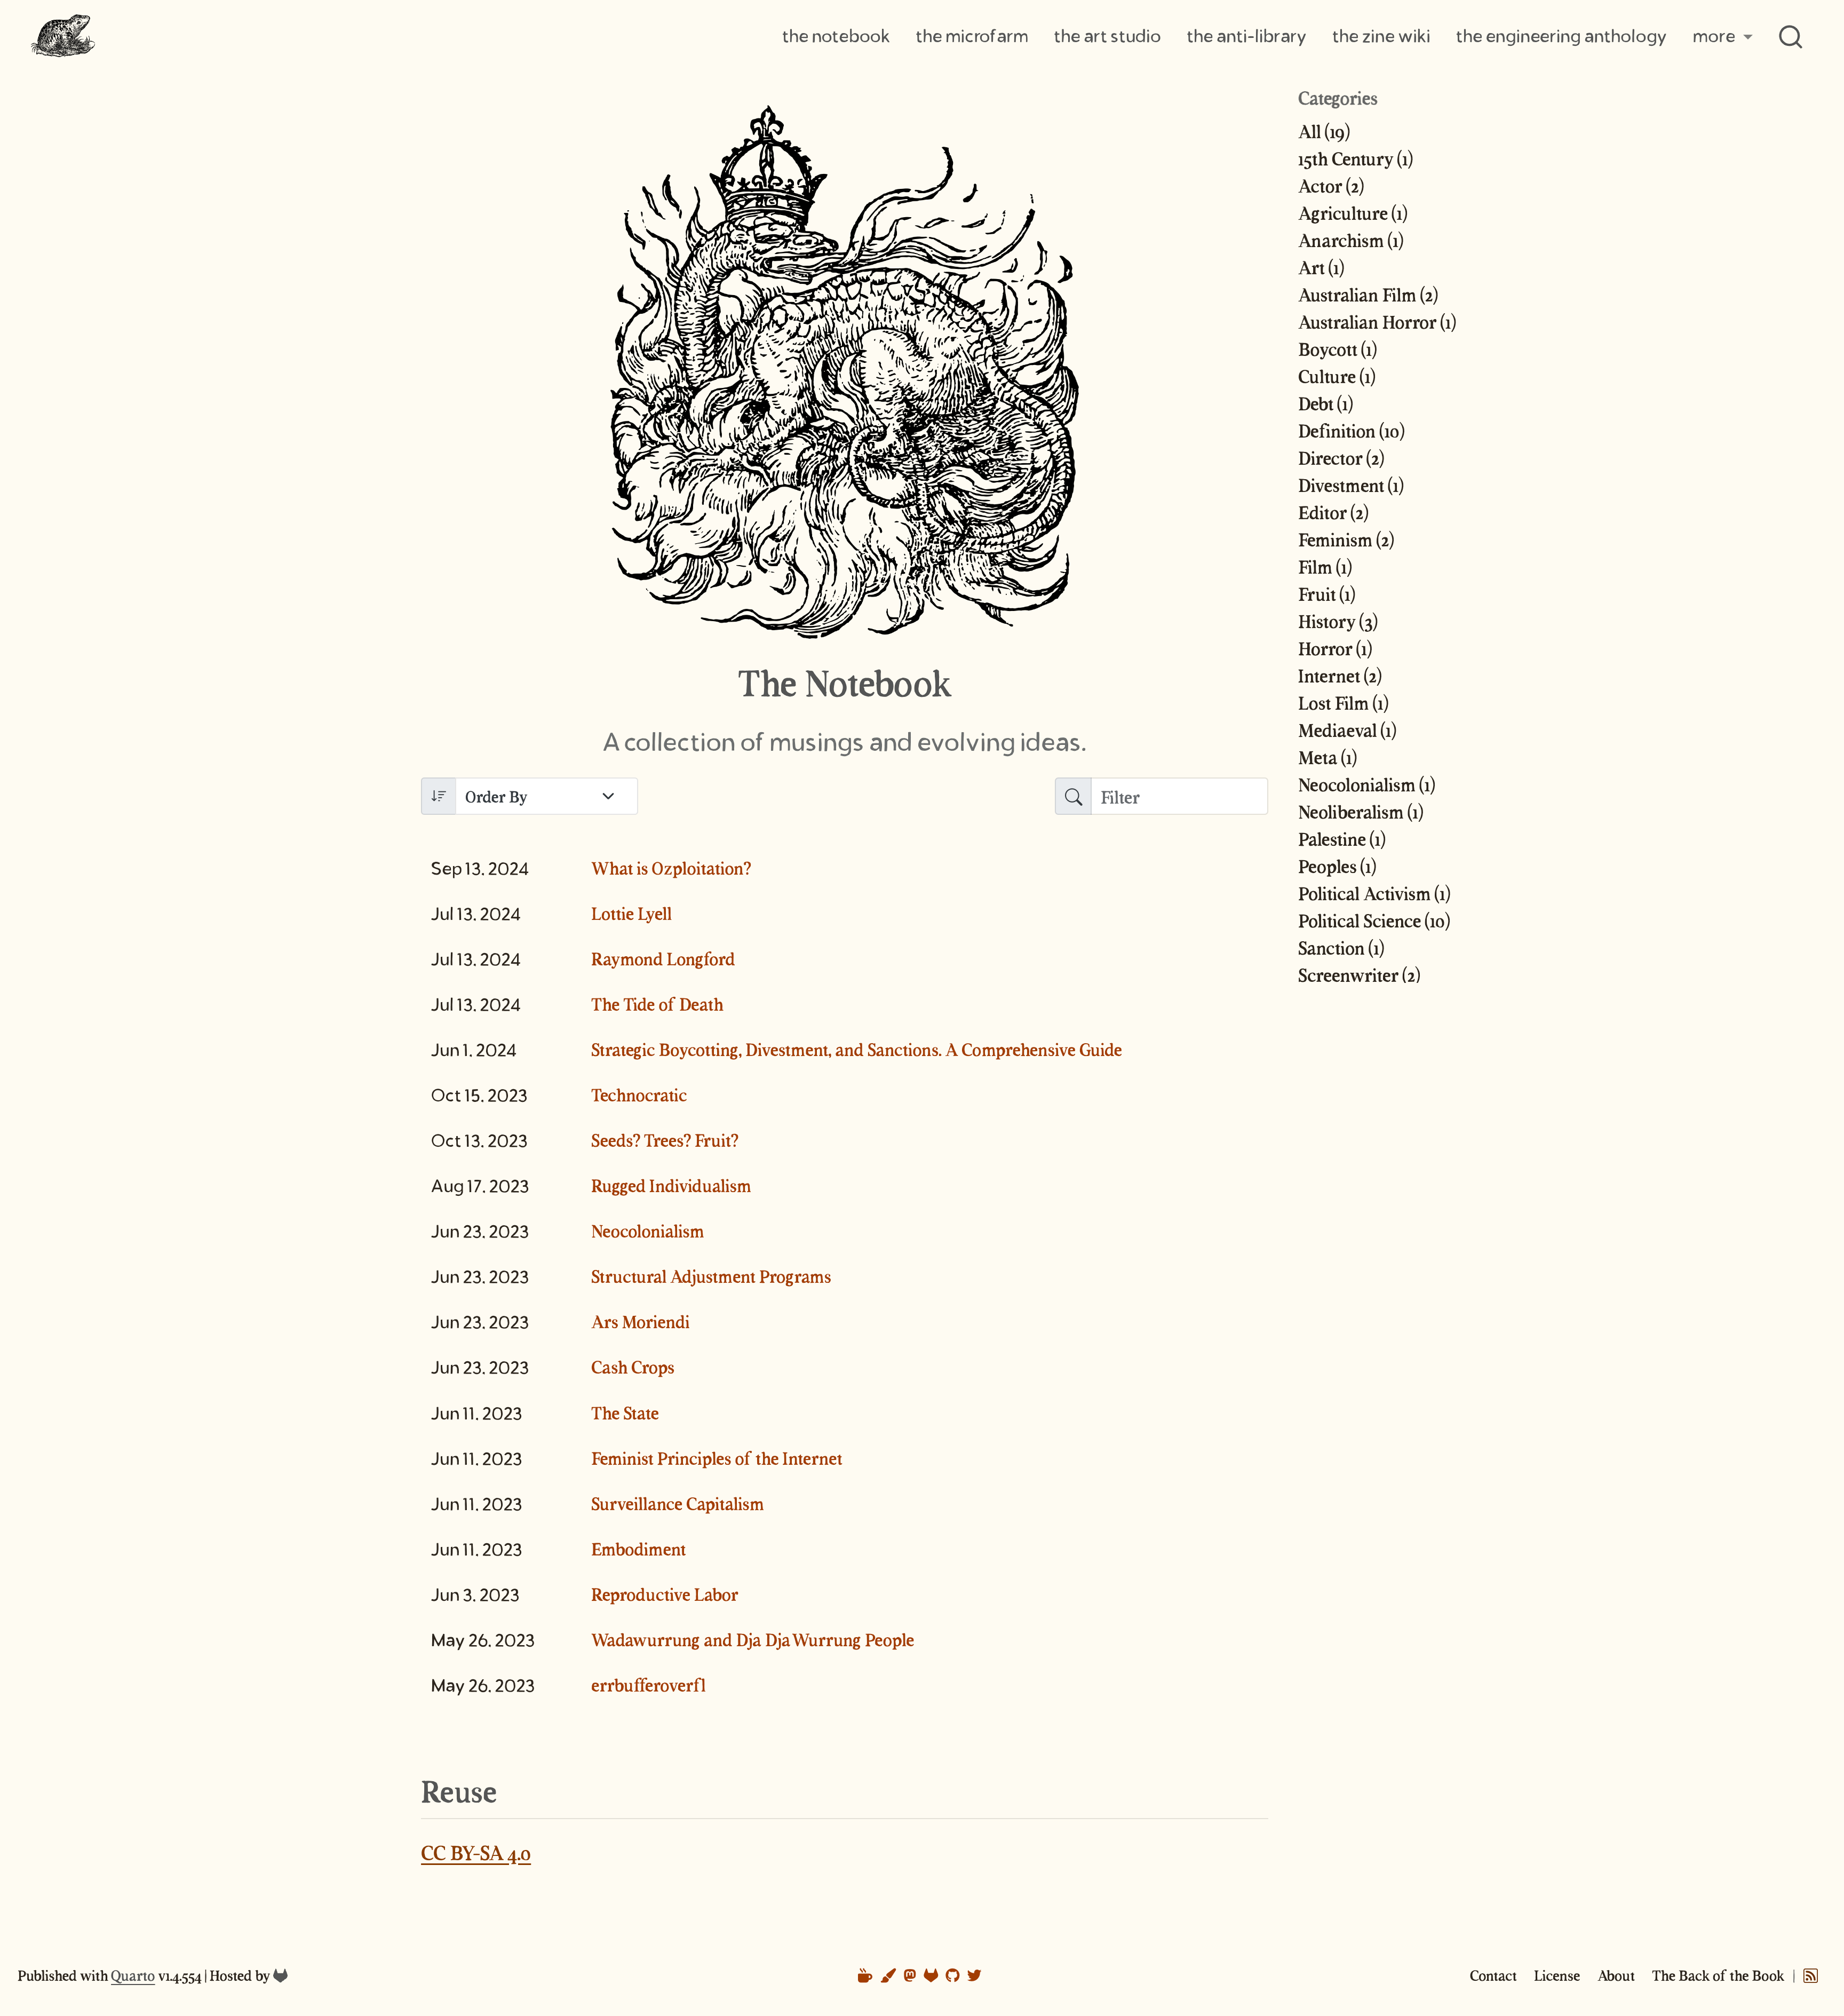 the notebook the microfarm the art studio the anti-library the zine wiki the engineering anthology more
Categories
All (19)
15th Century (1)
Actor (2)
Agriculture (1)
Anarchism (1)
Art (1)
Australian Film (2)
Australian Horror (1)
Boycott (1)
Culture (1)
Debt (1)
Definition (10)
Director (2)
Divestment (1)
Editor (2)
Feminism (2)
Film (1)
Fruit (1)
History (3)
Horror (1)
Internet (2)
Lost Film (1)
Mediaeval (1)
Meta (1)
Neocolonialism (1)
Neoliberalism (1)
Palestine (1)
Peoples (1)
Political Activism (1)
Political Science (10)
Sanction (1)
Screenwriter (2)
The Notebook
A collection of musings and evolving ideas.
Order By
Filter
Sep 13, 2024 What is Ozploitation?
Jul 13, 2024 Lottie Lyell
Jul 13, 2024 Raymond Longford
Jul 13, 2024 The Tide of Death
Jun 1, 2024 Strategic Boycotting, Divestment, and Sanctions. A Comprehensive Guide
Oct 15, 2023 Technocratic
Oct 13, 2023 Seeds? Trees? Fruit?
Aug 17, 2023 Rugged Individualism
Jun 23, 2023 Neocolonialism
Jun 23, 2023 Structural Adjustment Programs
Jun 23, 2023 Ars Moriendi
Jun 23, 2023 Cash Crops
Jun 11, 2023 The State
Jun 11, 2023 Feminist Principles of the Internet
Jun 11, 2023 Surveillance Capitalism
Jun 11, 2023 Embodiment
Jun 3, 2023 Reproductive Labor
May 26, 2023 Wadawurrung and Dja Dja Wurrung People
May 26, 2023 errbufferoverfl
Reuse
CC BY-SA 4.0
Published with Quarto v1.4.554 | Hosted by
Contact License About The Back of the Book |